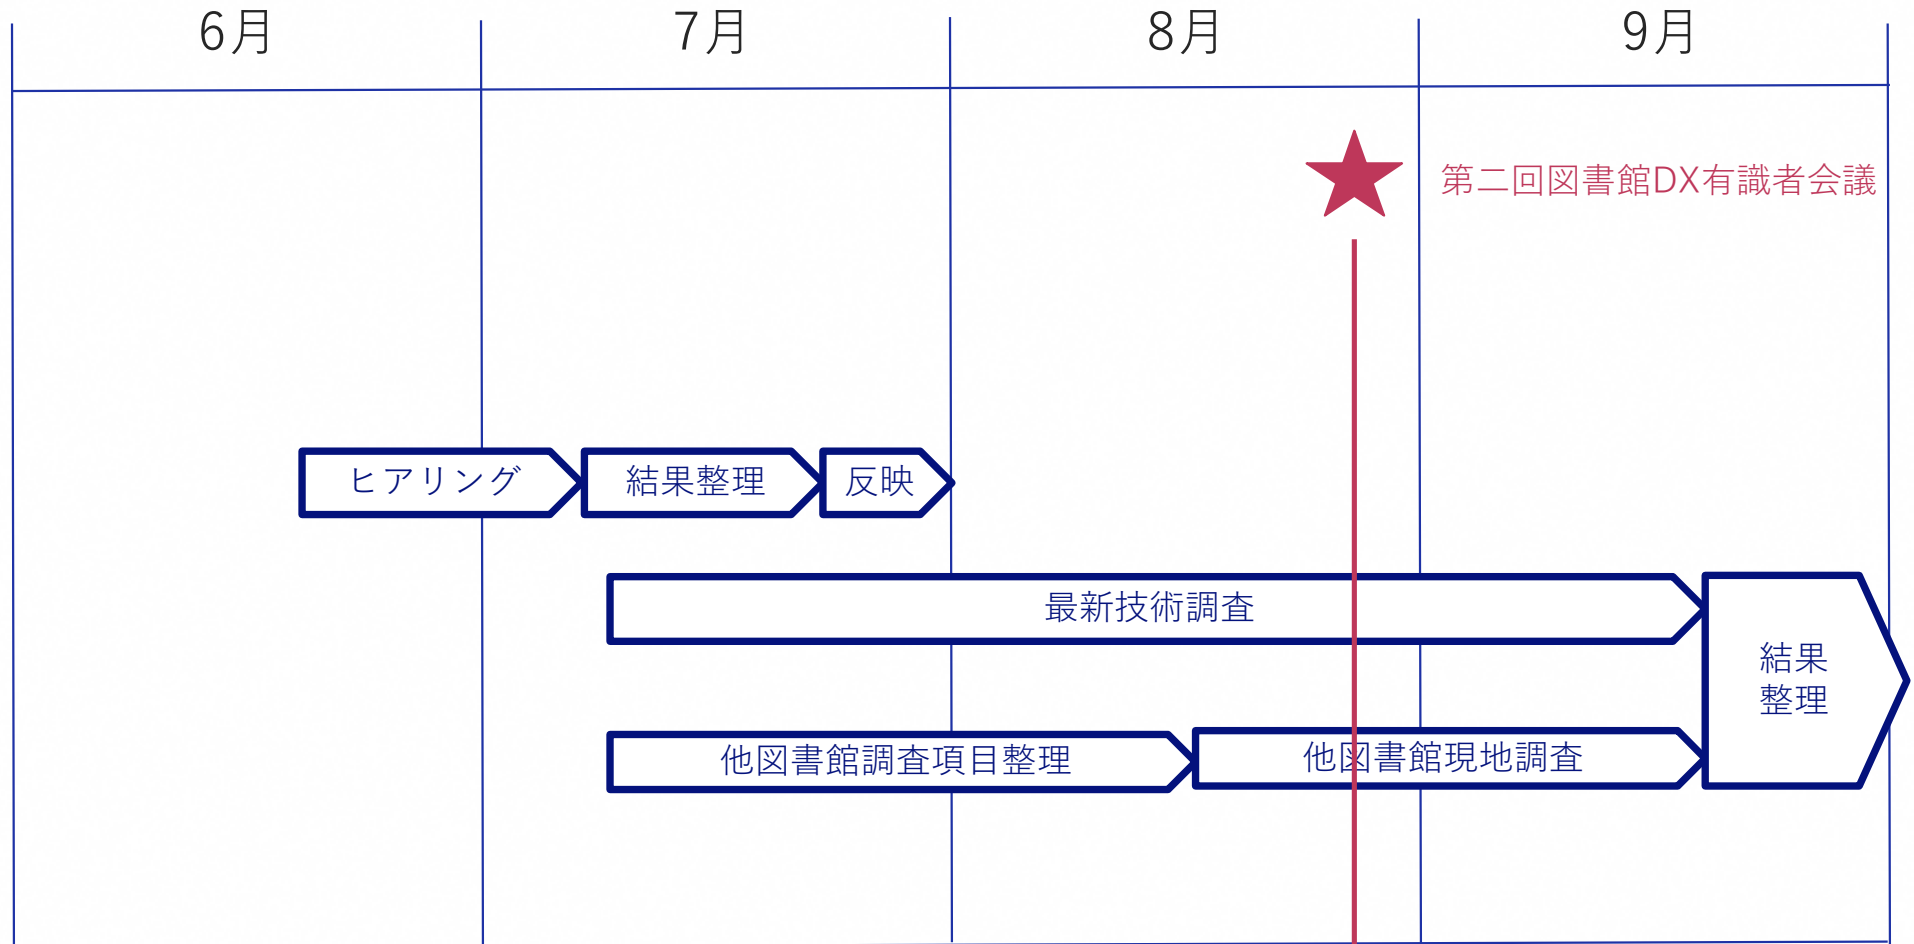 6月
7月
8月
9月
第二回図書館DX有識者会議
ヒアリング
結果整理
反映
最新技術調査
結果
整理
他図書館調査項目整理
他図書館現地調査